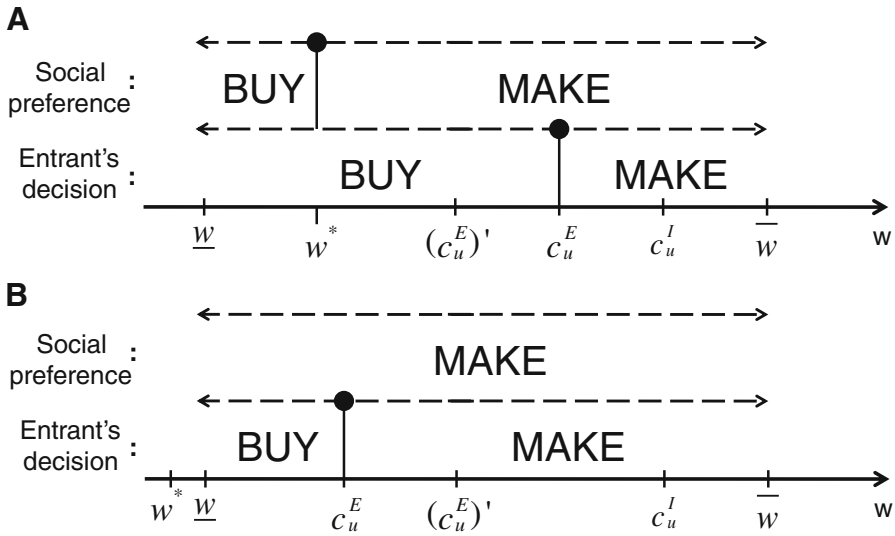 A
Social preference : BUY MAKE
Entrant's decision : BUY MAKE
w̲ w* (c_u^E)' c_u^E c_u^I w̅ w
B
Social preference : MAKE
Entrant's decision : BUY MAKE
w* w̲ c_u^E (c_u^E)' c_u^I w̅ w